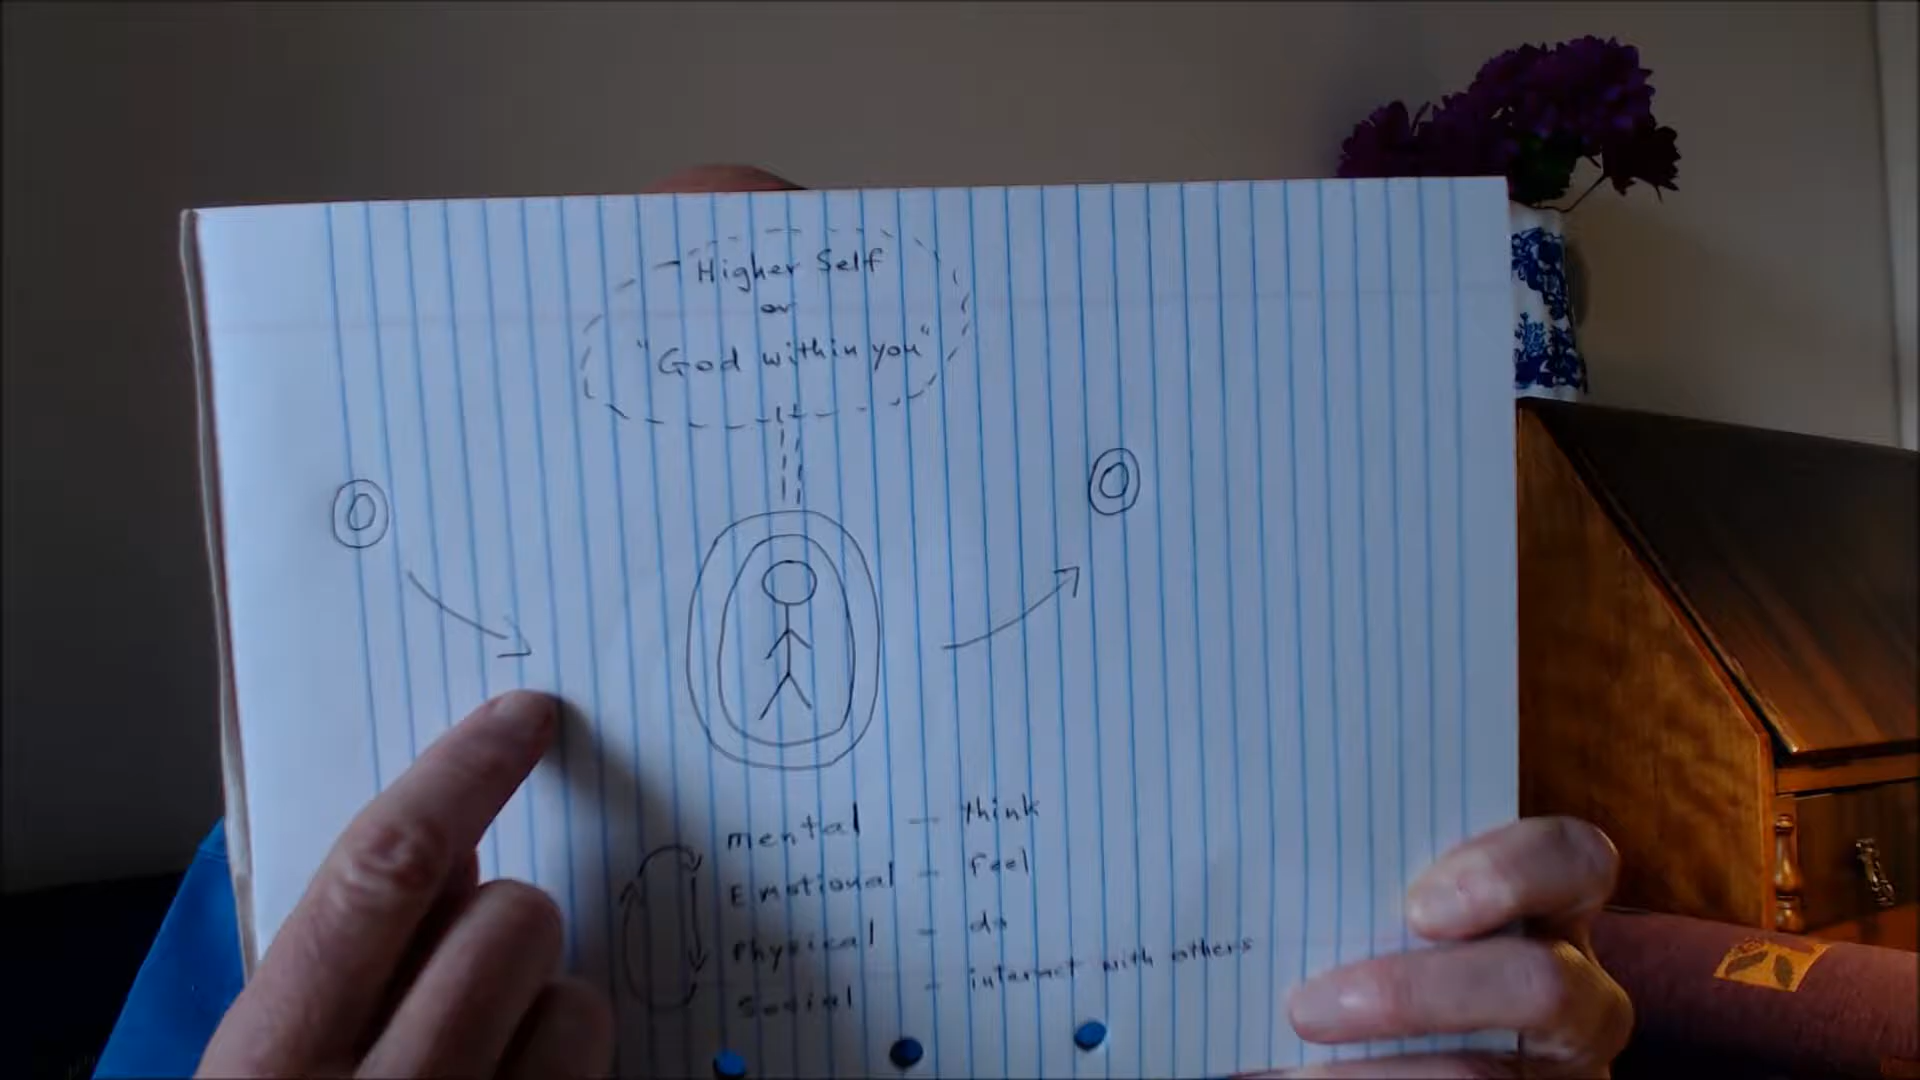 Higher Self
or
"God within you"
mental - think
Emotional - Feel
Physical - do
Social - interact with others